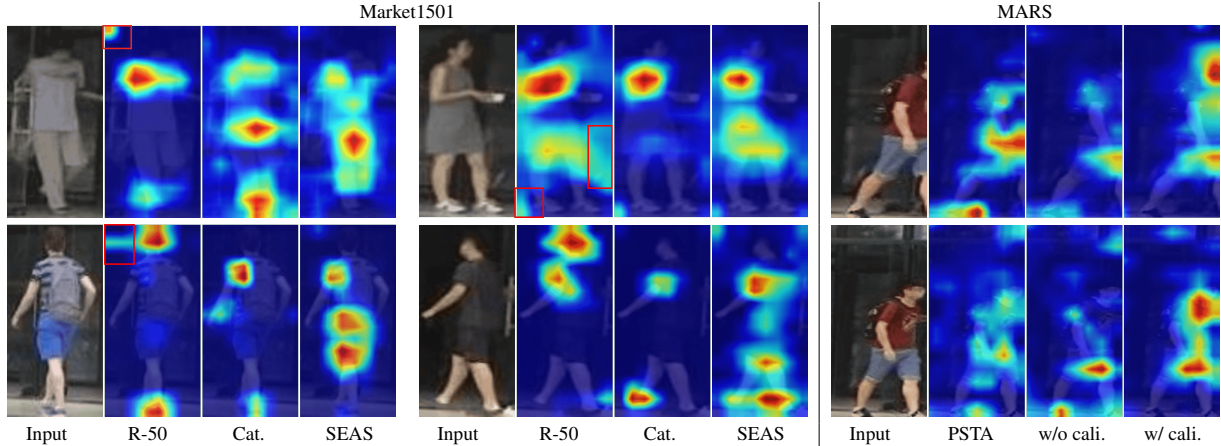 Market1501 MARS
Input R-50 Cat. SEAS Input R-50 Cat. SEAS Input PSTA w/o cali. w/ cali.